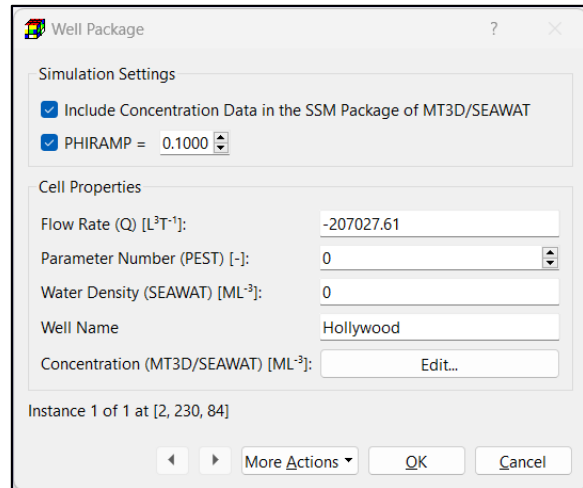 Well Package ?
Simulation Settings
Include Concentration Data in the SSM Package of MT3D/SEAWAT
PHIRAMP = 0.1000
Cell Properties
Flow Rate (Q) [L³T⁻¹]: -207027.61
Parameter Number (PEST) [-]: 0
Water Density (SEAWAT) [ML⁻³]: 0
Well Name Hollywood
Concentration (MT3D/SEAWAT) [ML⁻³]: Edit...
Instance 1 of 1 at [2, 230, 84]
More Actions OK Cancel